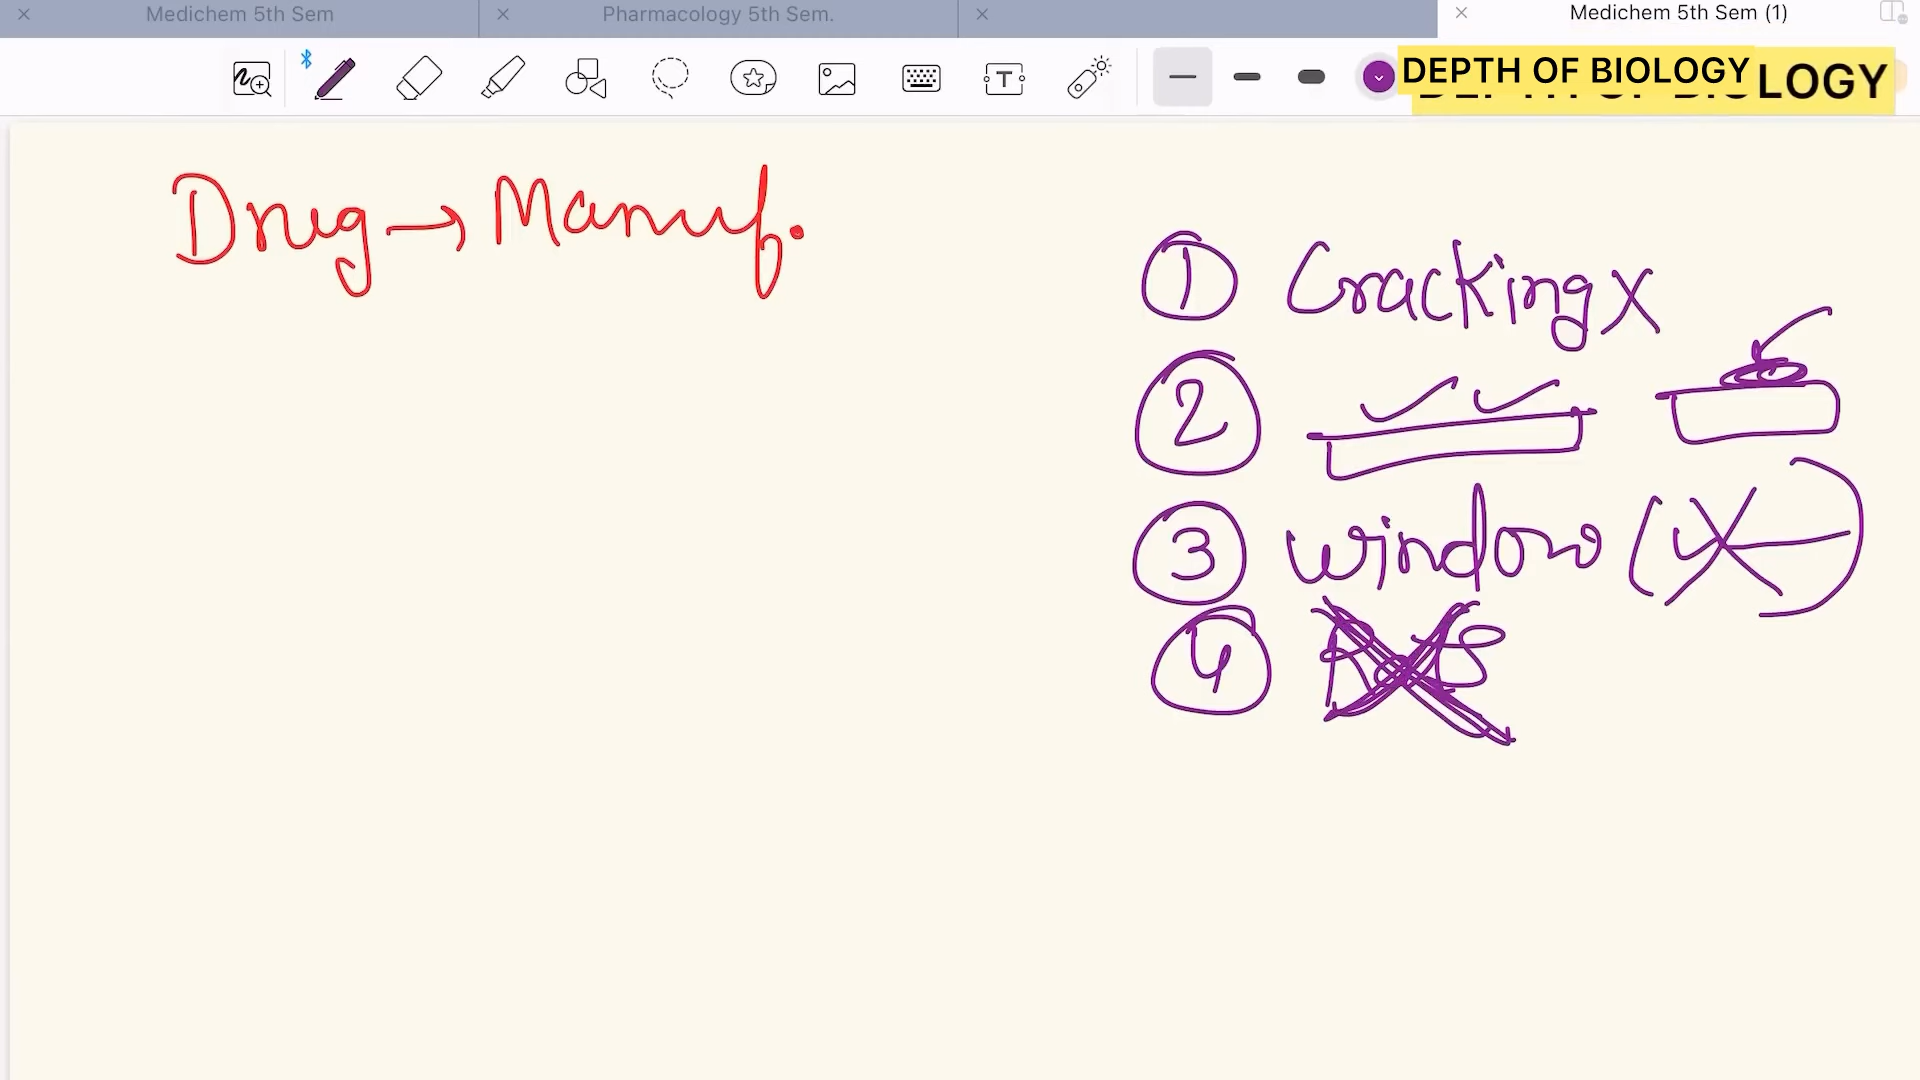 Medichem 5th Sem
Pharmacology 5th Sem.
Medichem 5th Sem (1)
DEPTH OF BIOLOGY
LOGY
Drug → Manuf.
① Cracking x
②
③ window (
④